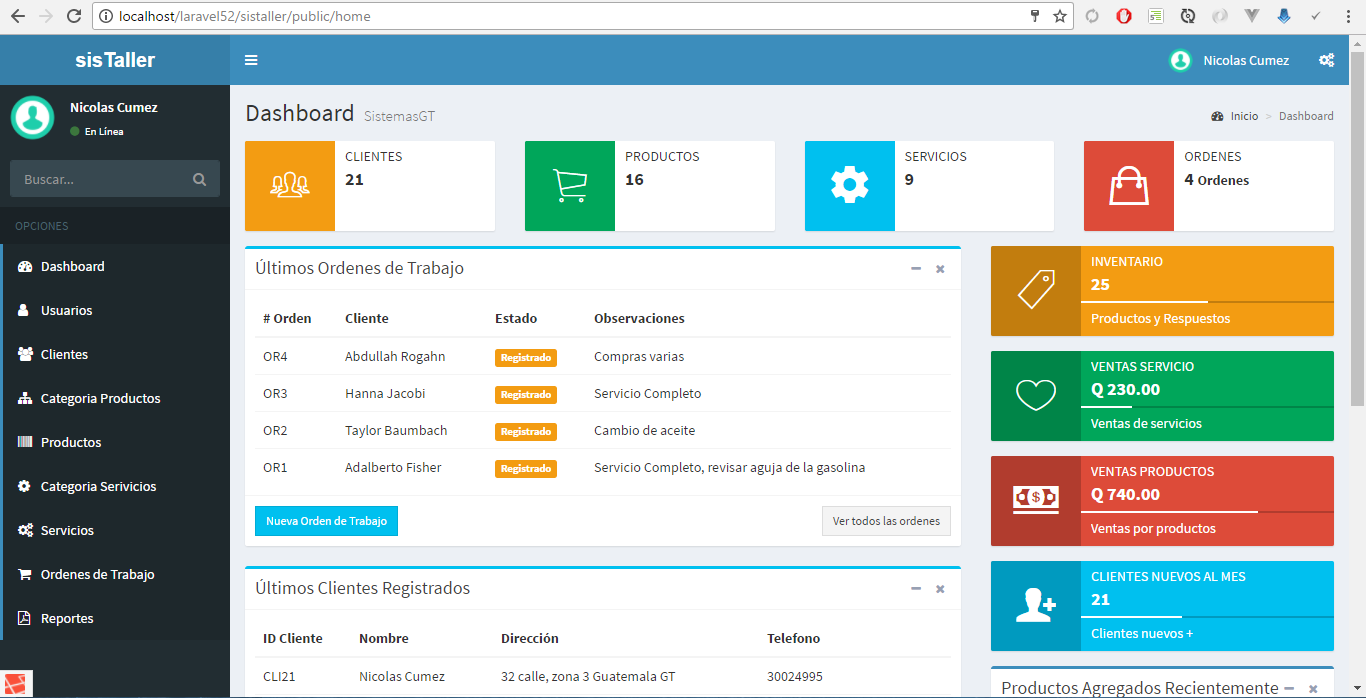 localhost/laravel52/sistaller/public/home
sisTaller
Nicolas Cumez
Nicolas Cumez
En Línea
Buscar...
OPCIONES
Dashboard
Usuarios
Clientes
Categoria Productos
Productos
Categoria Serivicios
Servicios
Ordenes de Trabajo
Reportes
Dashboard SistemasGT
Inicio > Dashboard
CLIENTES
21
PRODUCTOS
16
SERVICIOS
9
ORDENES
4 Ordenes
Últimos Ordenes de Trabajo
# Orden Cliente Estado Observaciones
OR4 Abdullah Rogahn Registrado Compras varias
OR3 Hanna Jacobi Registrado Servicio Completo
OR2 Taylor Baumbach Registrado Cambio de aceite
OR1 Adalberto Fisher Registrado Servicio Completo, revisar aguja de la gasolina
Nueva Orden de Trabajo
Ver todos las ordenes
Últimos Clientes Registrados
ID Cliente Nombre Dirección Telefono
CLI21 Nicolas Cumez 32 calle, zona 3 Guatemala GT 30024995
INVENTARIO
25
Productos y Respuestos
VENTAS SERVICIO
Q 230.00
Ventas de servicios
VENTAS PRODUCTOS
Q 740.00
Ventas por productos
CLIENTES NUEVOS AL MES
21
Clientes nuevos +
Productos Agregados Recientemente